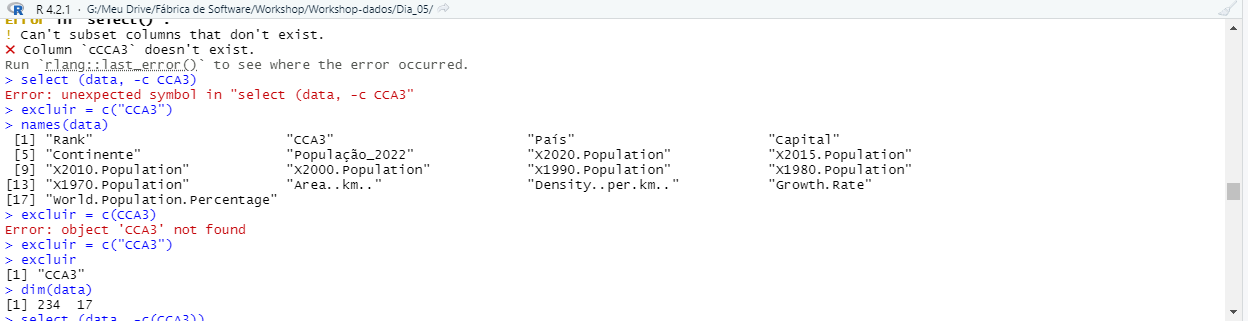 R 4.2.1 · G:/Meu Drive/Fábrica de Software/Workshop/Workshop-dados/Dia_05/
Error in `select()`:
! Can't subset columns that don't exist.
✖ Column `cCCA3` doesn't exist.
Run `rlang::last_error()` to see where the error occurred.
> select (data, -c CCA3)
Error: unexpected symbol in "select (data, -c CCA3"
> excluir = c("CCA3")
> names(data)
[1] "Rank" "CCA3" "País" "Capital"
[5] "Continente" "População_2022" "X2020.Population" "X2015.Population"
[9] "X2010.Population" "X2000.Population" "X1990.Population" "X1980.Population"
[13] "X1970.Population" "Area..km.." "Density..per.km.." "Growth.Rate"
[17] "World.Population.Percentage"
> excluir = c(CCA3)
Error: object 'CCA3' not found
> excluir = c("CCA3")
> excluir
[1] "CCA3"
> dim(data)
[1] 234 17
> select (data, -c(CCA3))